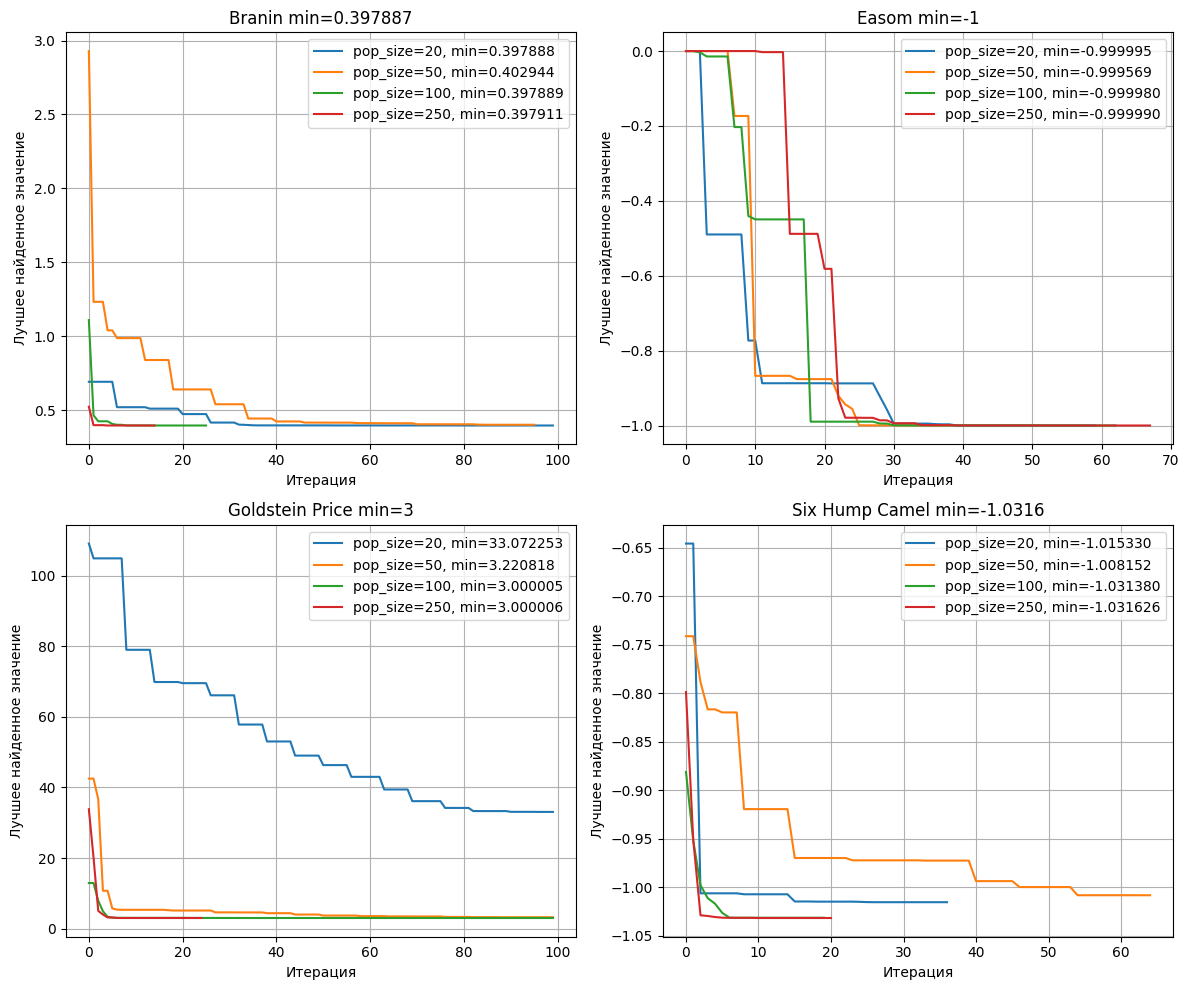 Branin min=0.397887
3.0
2.5
2.0
1.5
1.0
0.5
Лучшее найденное значение
pop_size=20, min=0.397888
pop_size=50, min=0.402944
pop_size=100, min=0.397889
pop_size=250, min=0.397911
0 20 40 60 80 100
Итерация
Easom min=-1
0.0
−0.2
−0.4
−0.6
−0.8
−1.0
Лучшее найденное значение
pop_size=20, min=-0.999995
pop_size=50, min=-0.999569
pop_size=100, min=-0.999980
pop_size=250, min=-0.999990
0 10 20 30 40 50 60 70
Итерация
Goldstein Price min=3
100
80
60
40
20
0
Лучшее найденное значение
pop_size=20, min=33.072253
pop_size=50, min=3.220818
pop_size=100, min=3.000005
pop_size=250, min=3.000006
0 20 40 60 80 100
Итерация
Six Hump Camel min=-1.0316
−0.65
−0.70
−0.75
−0.80
−0.85
−0.90
−0.95
−1.00
−1.05
Лучшее найденное значение
pop_size=20, min=-1.015330
pop_size=50, min=-1.008152
pop_size=100, min=-1.031380
pop_size=250, min=-1.031626
0 10 20 30 40 50 60
Итерация